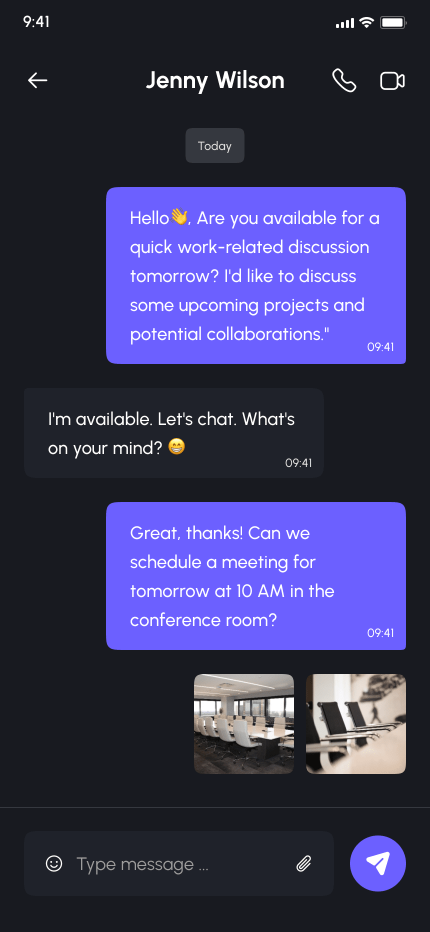 9:41
Jenny Wilson
Today
Hello👋, Are you available for a
quick work-related discussion
tomorrow? I'd like to discuss
some upcoming projects and
potential collaborations."
09:41
I'm available. Let's chat. What's
on your mind? 😁
09:41
Great, thanks! Can we
schedule a meeting for
tomorrow at 10 AM in the
conference room?
09:41
Type message ...